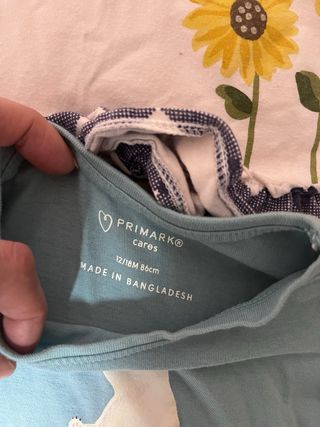 PRIMARK®
cares
12/18M 86cm
MADE IN BANGLADESH